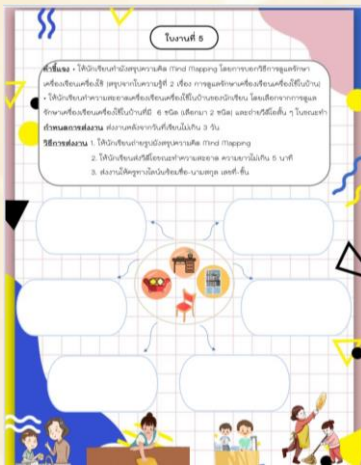 ใบงานที่ 5
คำชี้แจง • ให้นักเรียนทำผังสรุปความคิด Mind Mapping โดยการบอกวิธีการดูแลรักษา
เครื่องเรือนเครื่องใช้ (สรุปจากใบความรู้ที่ 2 เรื่อง การดูแลรักษาเครื่องเรือนเครื่องใช้ในบ้าน)
• ให้นักเรียนทำความสะอาดเครื่องเรือนเครื่องใช้ในบ้านของนักเรียน โดยเลือกจากการดูแล
รักษาเครื่องเรือนเครื่องใช้ในบ้านที่มี 6 ชนิด (เลือกมา 2 ชนิด) และถ่ายวิดีโอสั้น ๆ ในขณะทำ
กำหนดการส่งงาน ส่งงานหลังจากวันที่เรียนไม่เกิน 3 วัน
วิธีการส่งงาน 1. ให้นักเรียนถ่ายรูปผังสรุปความคิด Mind Mapping
2. ให้นักเรียนส่งวิดีโอขณะทำความสะอาด ความยาวไม่เกิน 5 นาที
3. ส่งงานให้ครูทางไลน์พร้อมชื่อ-นามสกุล เลขที่-ชั้น